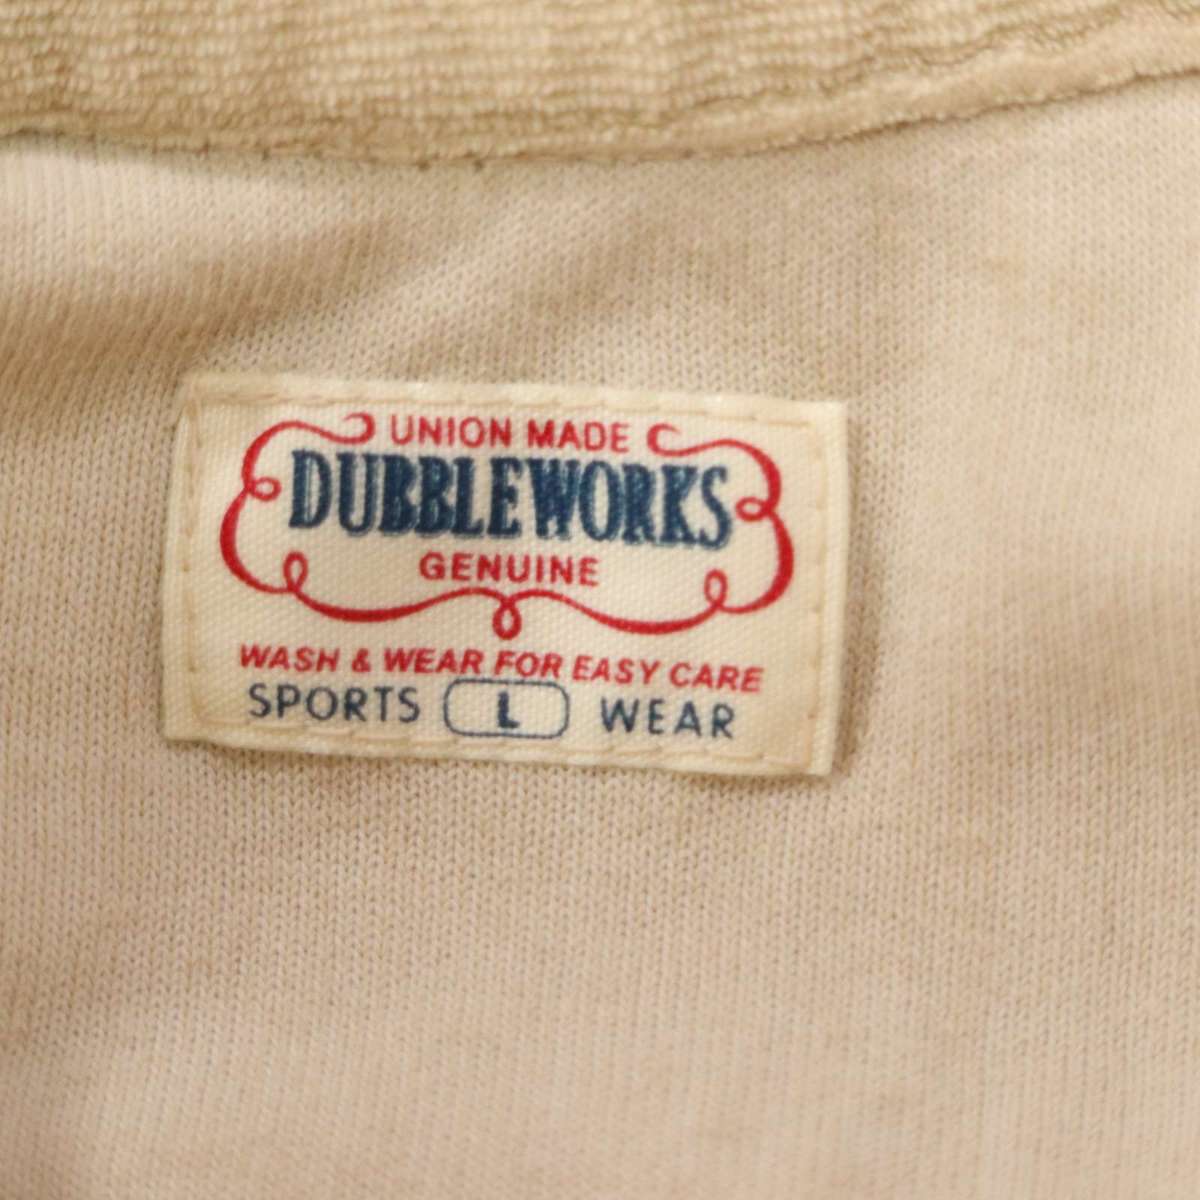 UNION MADE
DUBBLEWORKS
GENUINE
WASH & WEAR FOR EASY CARE
SPORTS L WEAR